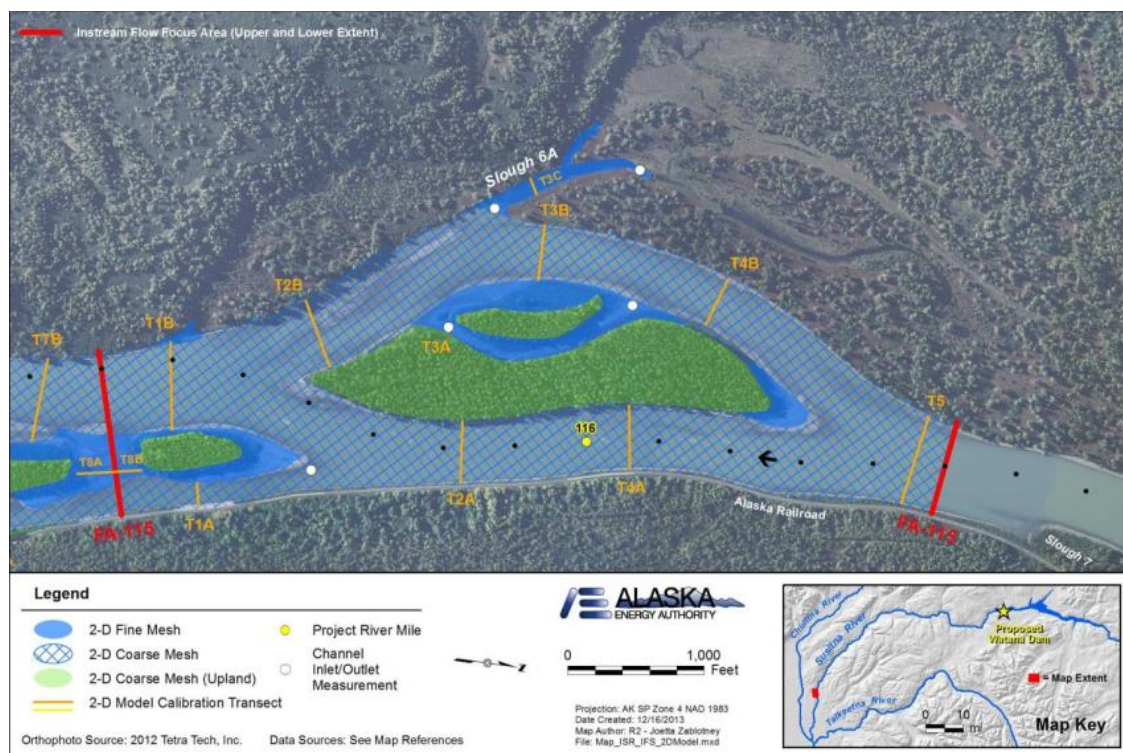 Instream Flow Focus Area (Upper and Lower Extent)
Slough 6A
T3C
T3B
T2B
T4B
T1B
T7B
T3A
T5
116
T8A
T8B
T2A
T4A
T1A
FA-115
Alaska Railroad
FA-115
Slough 7
Legend
2-D Fine Mesh
2-D Coarse Mesh
2-D Coarse Mesh (Upland)
2-D Model Calibration Transect
Project River Mile
Channel
Inlet/Outlet
Measurement
Orthophoto Source: 2012 Tetra Tech, Inc.
Data Sources: See Map References
ALASKA
ENERGY AUTHORITY
0
1,000
Feet
Projection: AK SP Zone 4 NAD 1983
Date Created: 12/16/2013
Map Author: R2 - Joetta Zablotney
File: Map_ISR_IFS_2DModel.mxd
Chulitna River
Susitna River
Talkeetna River
Proposed
Watana Dam
= Map Extent
0
10
mi
Map Key